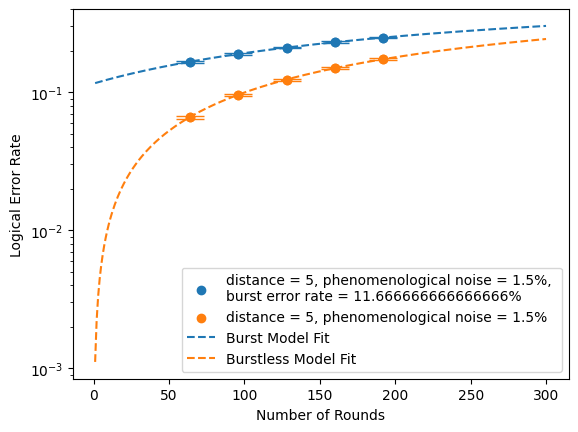 10⁻¹
10⁻²
10⁻³
Logical Error Rate
distance = 5, phenomenological noise = 1.5%,
burst error rate = 11.666666666666666%
distance = 5, phenomenological noise = 1.5%
Burst Model Fit
Burstless Model Fit
0 50 100 150 200 250 300
Number of Rounds